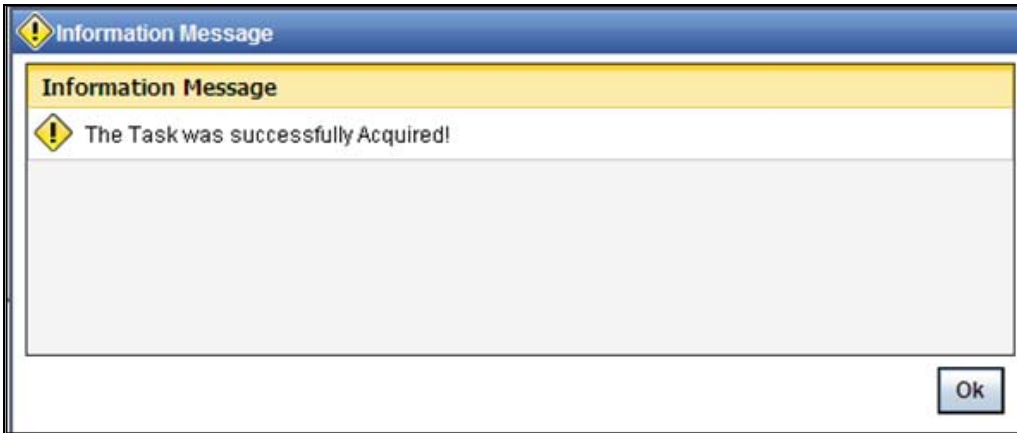 Information Message
Information Message
The Task was successfully Acquired!
Ok